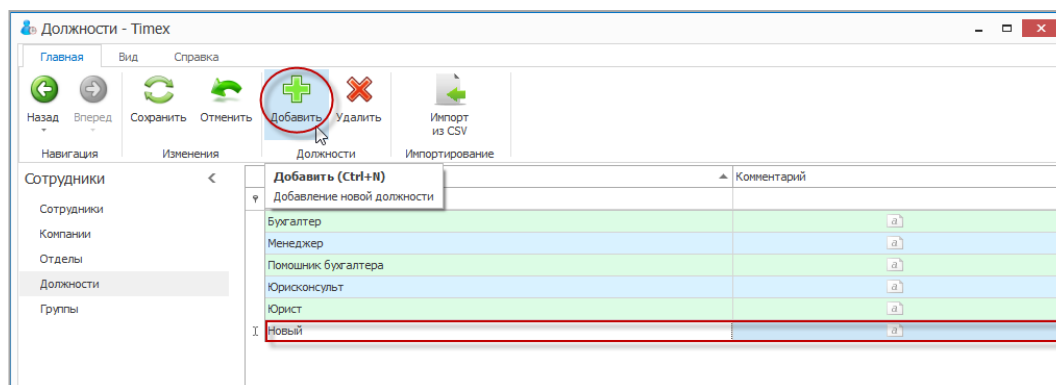 Должности - Timex
Главная Вид Справка
Назад Вперед Сохранить Отменить Добавить Удалить Импорт из CSV
Навигация Изменения Должности Импортирование
Сотрудники
Добавить (Ctrl+N)
Добавление новой должности
Комментарий
Сотрудники
Компании
Отделы
Должности
Группы
Бухгалтер
Менеджер
Помошник бухгалтера
Юрисконсульт
Юрист
Новый